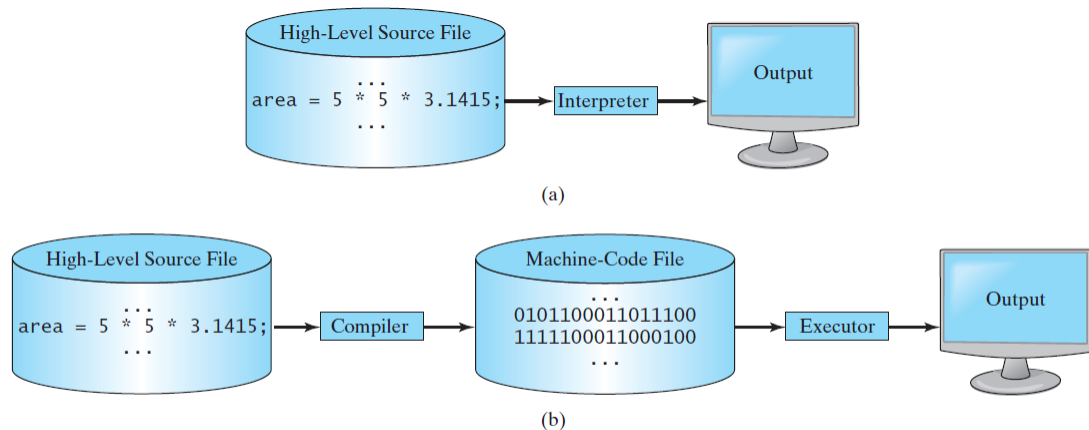 High-Level Source File
...
area = 5 * 5 * 3.1415;
...
Interpreter
Output
(a)
High-Level Source File
...
area = 5 * 5 * 3.1415;
...
Compiler
Machine-Code File
...
0101100011011100
1111100011000100
...
Executor
Output
(b)